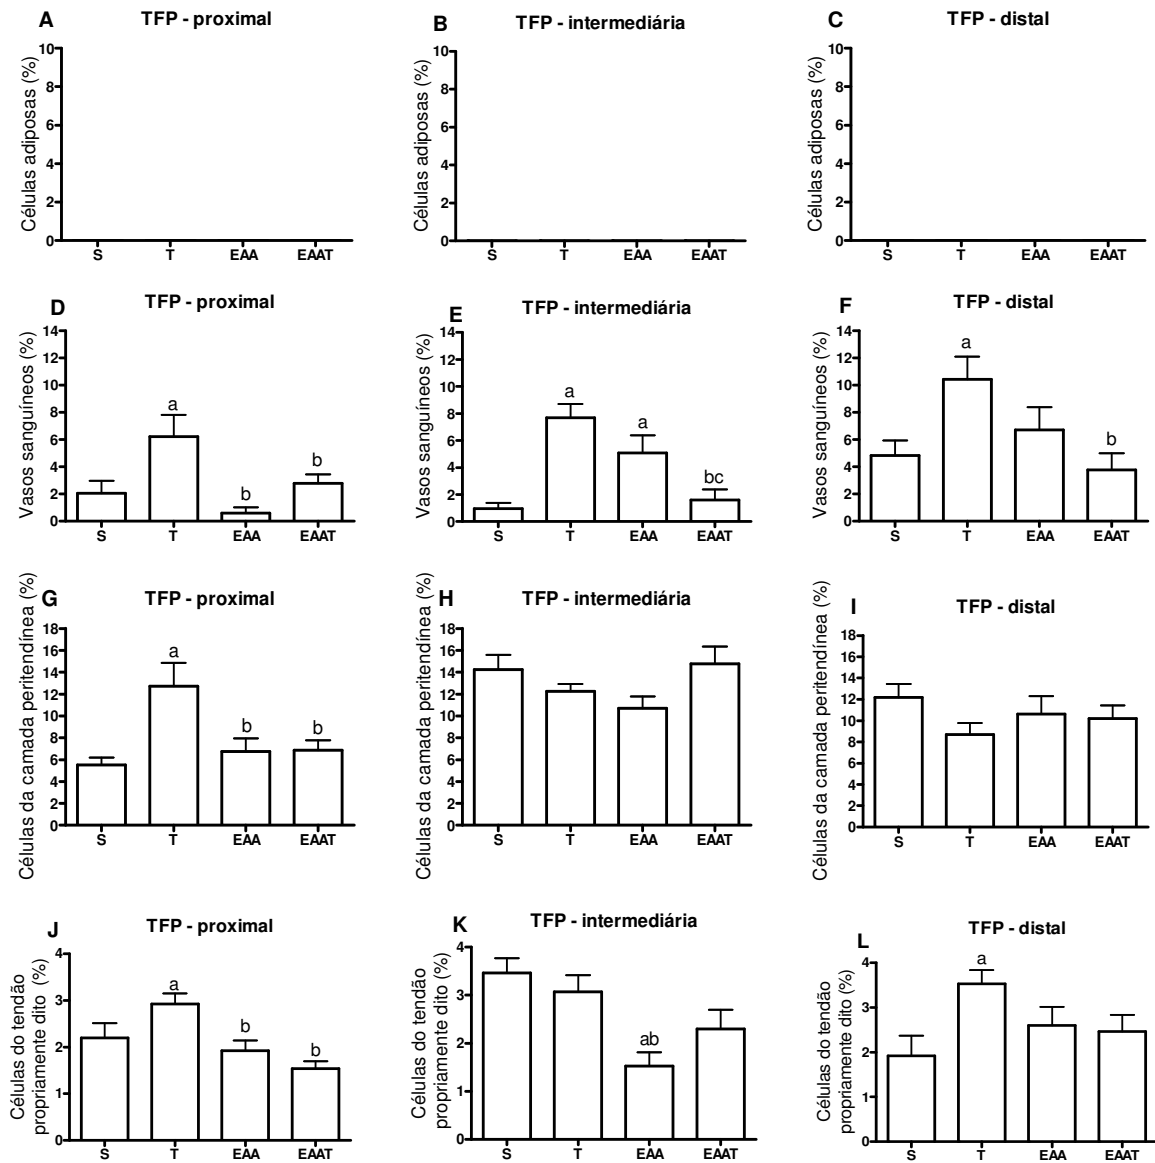 A
TFP - proximal
Células adiposas (%)
10
8
6
4
2
0
S T EAA EAAT
B
TFP - intermediária
Células adiposas (%)
10
8
6
4
2
0
S T EAA EAAT
C
TFP - distal
Células adiposas (%)
10
8
6
4
2
0
S T EAA EAAT
D
TFP - proximal
Vasos sanguíneos (%)
14
12
10
8
6
4
2
0
a
b
b
S T EAA EAAT
E
TFP - intermediária
Vasos sanguíneos (%)
14
12
10
8
6
4
2
0
a
a
bc
S T EAA EAAT
F
TFP - distal
Vasos sanguíneos (%)
14
12
10
8
6
4
2
0
a
b
S T EAA EAAT
G
TFP - proximal
Células da camada peritendínea (%)
18
16
14
12
10
8
6
4
2
0
a
b
b
S T EAA EAAT
H
TFP - intermediária
Células da camada peritendínea (%)
18
16
14
12
10
8
6
4
2
0
S T EAA EAAT
I
TFP - distal
Células da camada peritendínea (%)
18
16
14
12
10
8
6
4
2
0
S T EAA EAAT
J
TFP - proximal
Células do tendão
propriamente dito (%)
4
3
2
1
0
a
b
b
S T EAA EAAT
K
TFP - intermediária
Células do tendão
propriamente dito (%)
4
3
2
1
0
ab
S T EAA EAAT
L
TFP - distal
Células do tendão
propriamente dito (%)
4
3
2
1
0
a
S T EAA EAAT